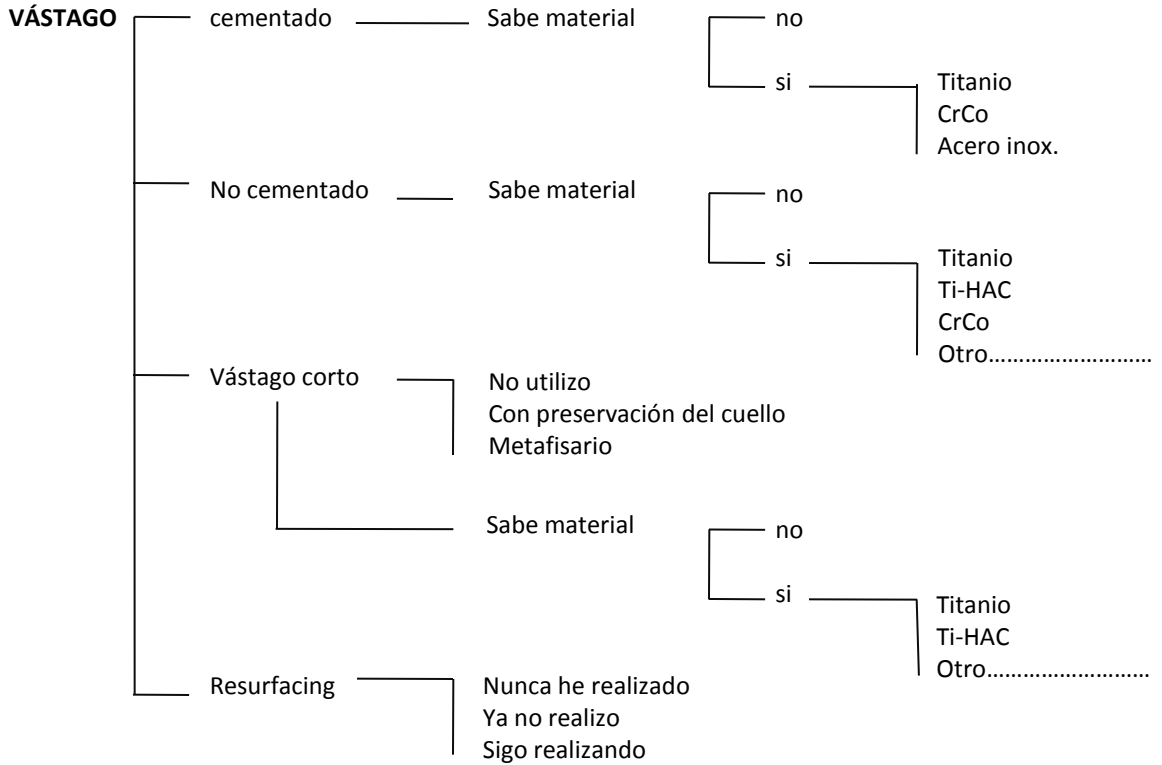 VÁSTAGO cementado Sabe material no
si Titanio
CrCo
Acero inox.
No cementado Sabe material no
si Titanio
Ti-HAC
CrCo
Otro...........................
Vástago corto No utilizo
Con preservación del cuello
Metafisario
Sabe material no
si Titanio
Ti-HAC
Otro...........................
Resurfacing Nunca he realizado
Ya no realizo
Sigo realizando